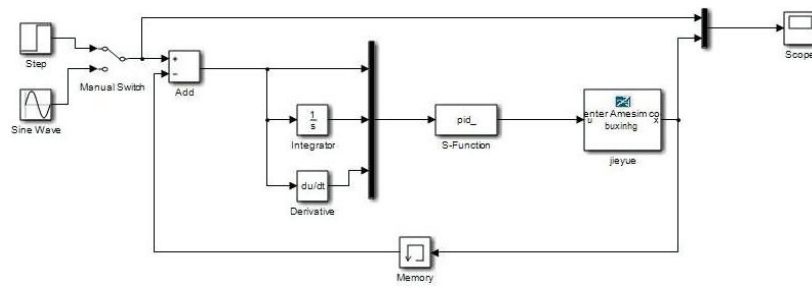 Step
Manual Switch
Sine Wave
+
−
Add
1
s
Integrator
du/dt
Derivative
pid_
S-Function
enter Amesim co
u
x
buxinhg
jieyue
Memory
Scope